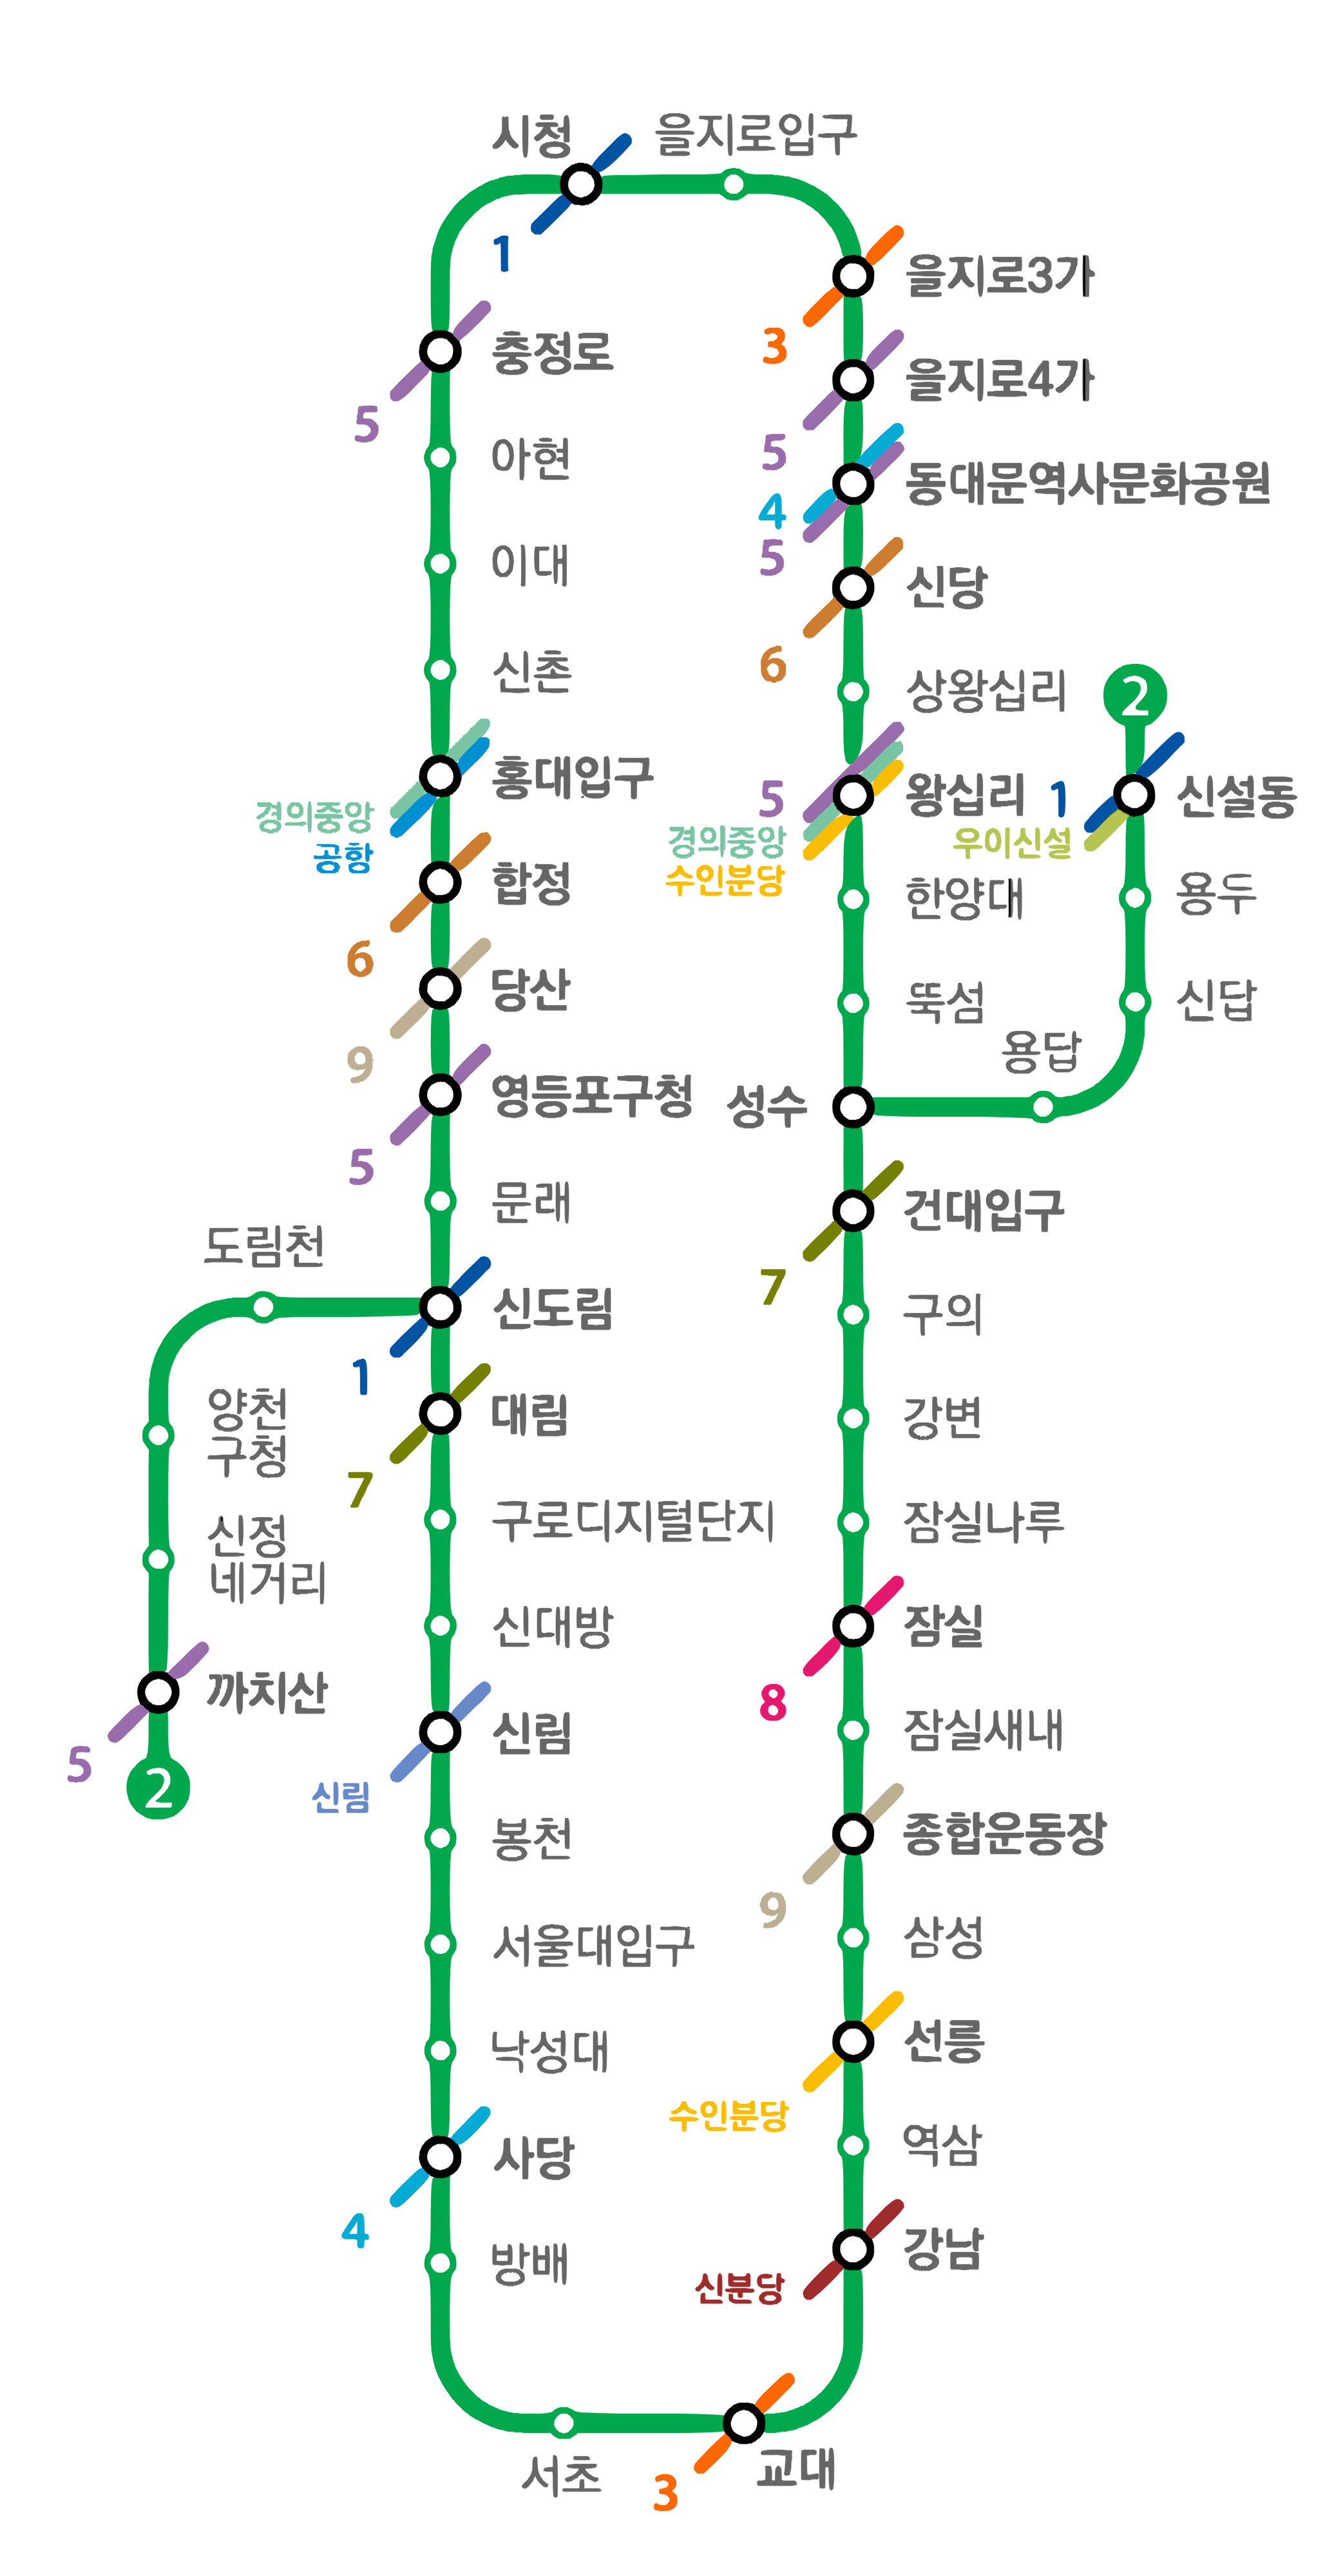 시청
을지로입구
1
을지로3가
3
충정로
5
을지로4가
5
아현
동대문역사문화공원
4
5
이대
신당
6
신촌
상왕십리
2
홍대입구
경의중앙
공항
왕십리
5
경의중앙
수인분당
1
신설동
우이신설
합정
6
한양대
용두
당산
9
뚝섬
신답
용답
영등포구청
5
성수
문래
건대입구
7
도림천
신도림
1
구의
양천
구청
대림
7
강변
신정
네거리
구로디지털단지
잠실나루
신대방
잠실
8
까치산
5
2
신림
신림
잠실새내
봉천
종합운동장
9
서울대입구
삼성
낙성대
선릉
수인분당
사당
4
역삼
방배
강남
신분당
서초
3
교대